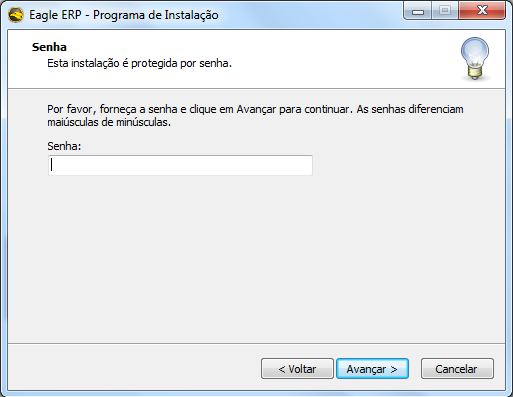 Eagle ERP - Programa de Instalação
Senha
Esta instalação é protegida por senha.
Por favor, forneça a senha e clique em Avançar para continuar. As senhas diferenciam
maiúsculas de minúsculas.
Senha:
< Voltar
Avançar >
Cancelar